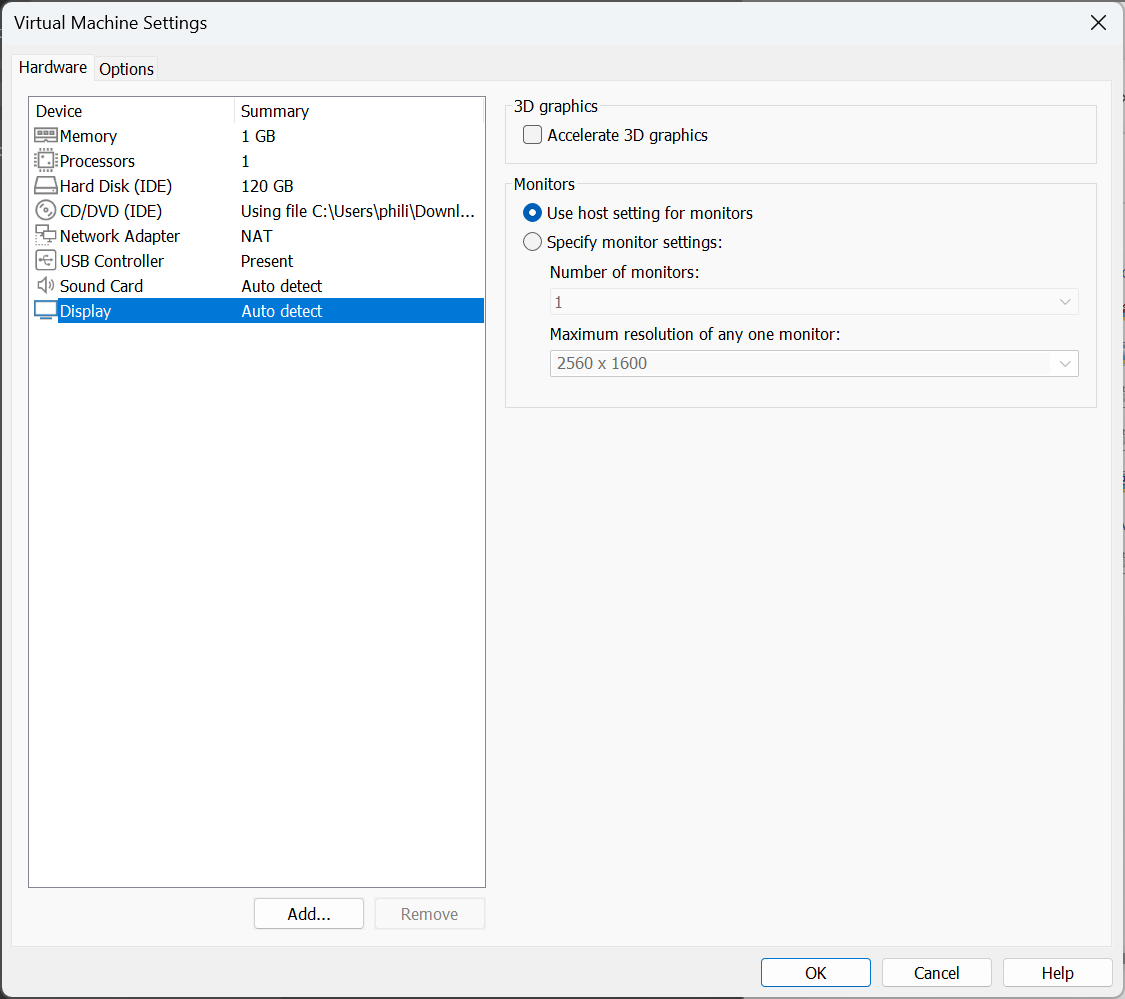 Virtual Machine Settings
Hardware
Options
Device Summary
Memory 1 GB
Processors 1
Hard Disk (IDE) 120 GB
CD/DVD (IDE) Using file C:\Users\phili\Downl...
Network Adapter NAT
USB Controller Present
Sound Card Auto detect
Display Auto detect
Add...
Remove
3D graphics
Accelerate 3D graphics
Monitors
Use host setting for monitors
Specify monitor settings:
Number of monitors:
1
Maximum resolution of any one monitor:
2560 x 1600
OK
Cancel
Help